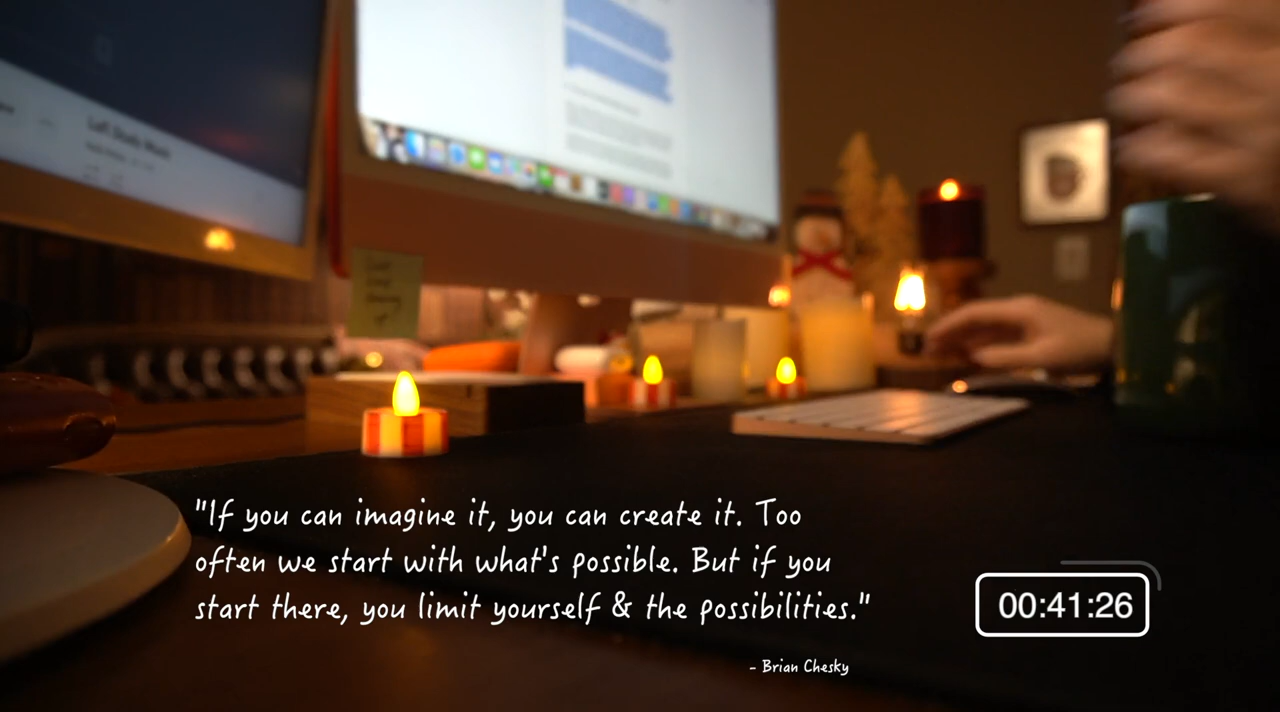 "If you can imagine it, you can create it. Too
often we start with what's possible. But if you
start there, you limit yourself & the possibilities."
- Brian Chesky
00:41:26